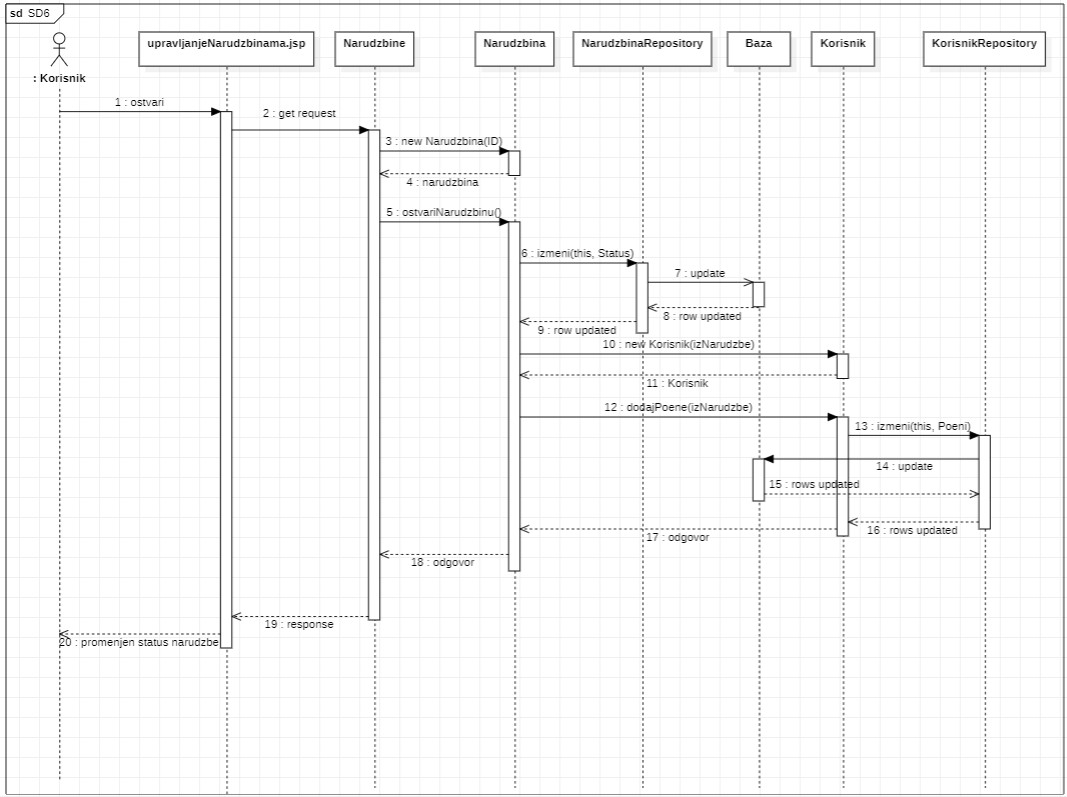 sd SD6
: Korisnik
upravljanjeNarudzbinama.jsp
Narudzbine
Narudzbina
NarudzbinaRepository
Baza
Korisnik
KorisnikRepository
1 : ostvari
2 : get request
3 : new Narudzbina(ID)
4 : narudzbina
5 : ostvariNarudzbinu()
6 : izmeni(this, Status)
7 : update
8 : row updated
9 : row updated
10 : new Korisnik(izNarudzbe)
11 : Korisnik
12 : dodajPoene(izNarudzbe)
13 : izmeni(this, Poeni)
14 : update
15 : rows updated
16 : rows updated
17 : odgovor
18 : odgovor
19 : response
20 : promenjen status narudzbe